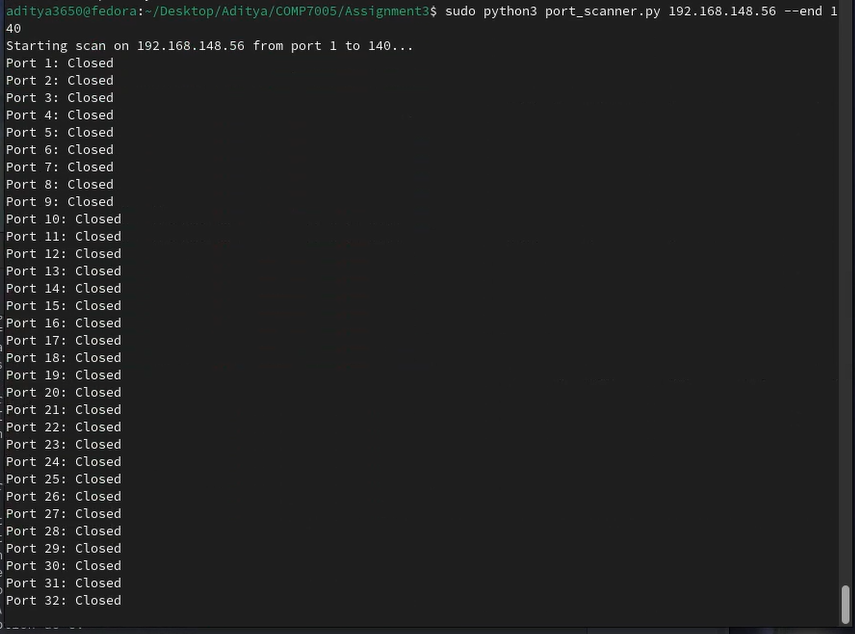 aditya3650@fedora:~/Desktop/Aditya/COMP7005/Assignment3$ sudo python3 port_scanner.py 192.168.148.56 --end 1
40
Starting scan on 192.168.148.56 from port 1 to 140...
Port 1: Closed
Port 2: Closed
Port 3: Closed
Port 4: Closed
Port 5: Closed
Port 6: Closed
Port 7: Closed
Port 8: Closed
Port 9: Closed
Port 10: Closed
Port 11: Closed
Port 12: Closed
Port 13: Closed
Port 14: Closed
Port 15: Closed
Port 16: Closed
Port 17: Closed
Port 18: Closed
Port 19: Closed
Port 20: Closed
Port 21: Closed
Port 22: Closed
Port 23: Closed
Port 24: Closed
Port 25: Closed
Port 26: Closed
Port 27: Closed
Port 28: Closed
Port 29: Closed
Port 30: Closed
Port 31: Closed
Port 32: Closed